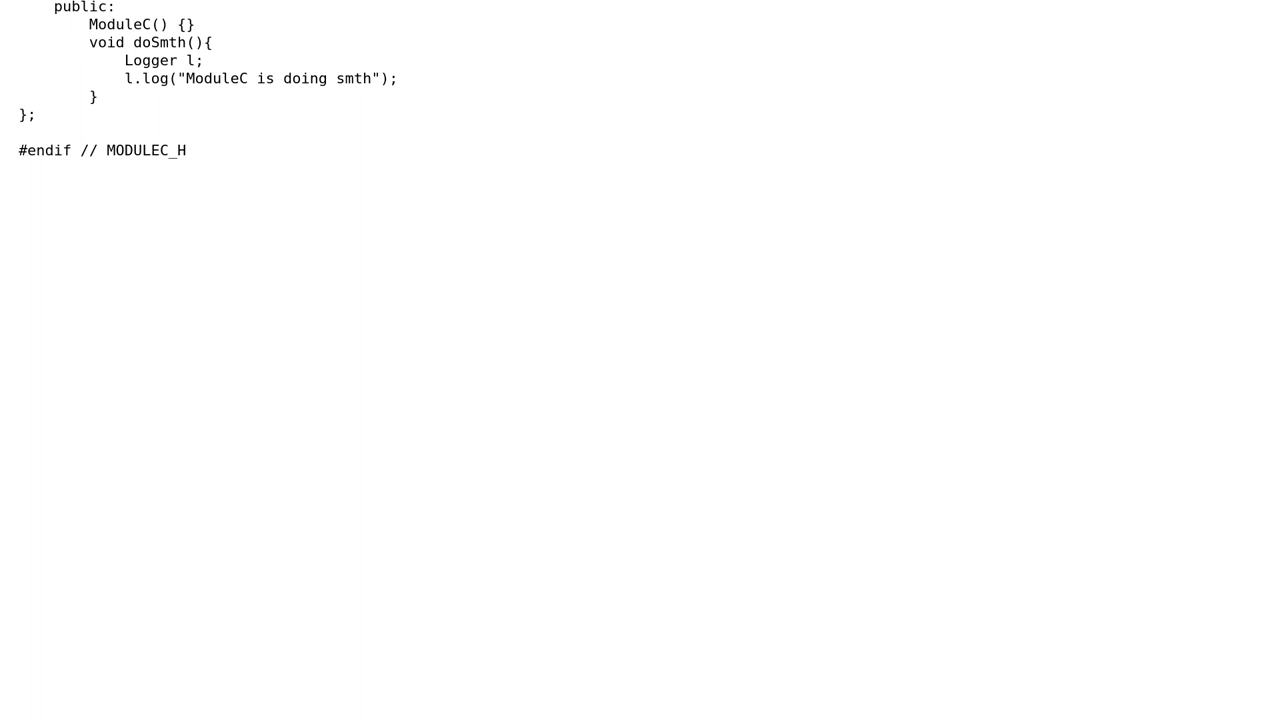 public:
        ModuleC() {}
        void doSmth(){
            Logger l;
            l.log("ModuleC is doing smth");
        }
};

#endif // MODULEC_H